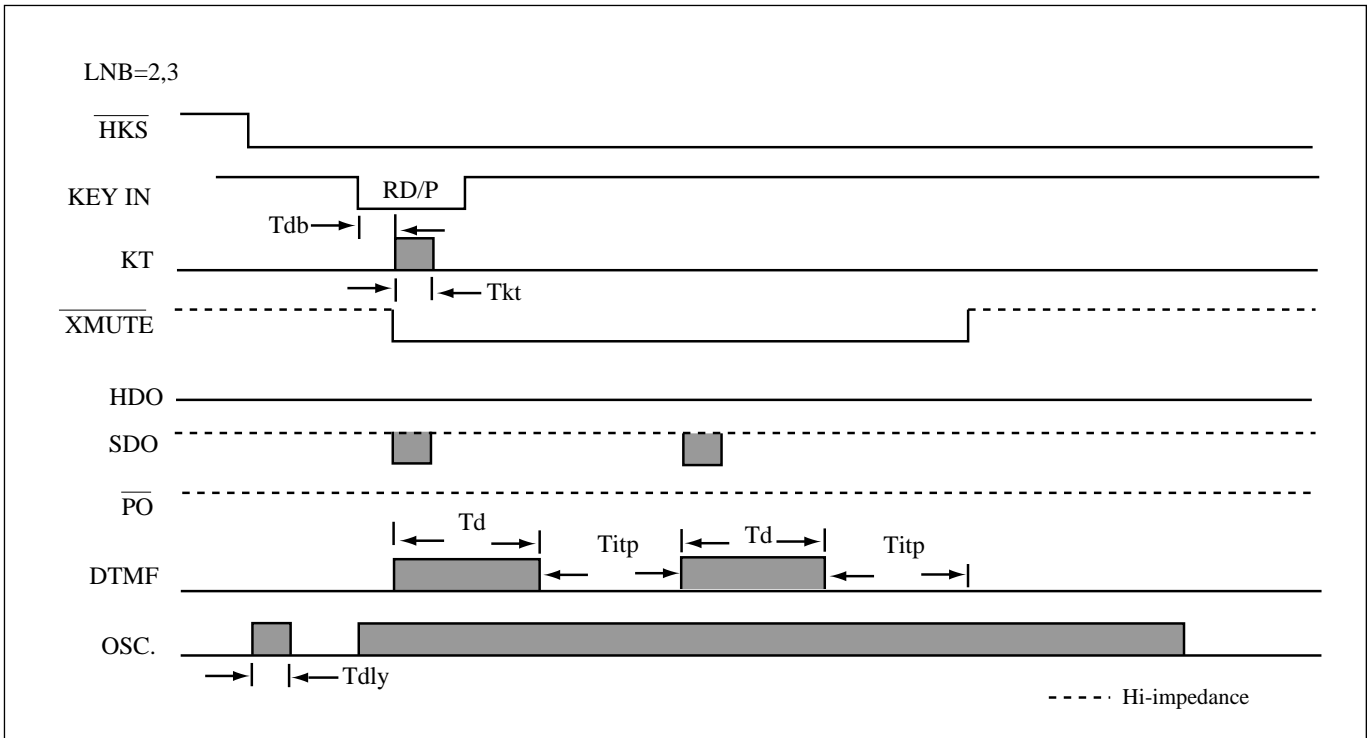 LNB=2,3
HKS
KEY IN
RD/P
Tdb
KT
Tkt
XMUTE
HDO
SDO
PO
Td
Titp
Td
Titp
DTMF
OSC.
Tdly
Hi-impedance